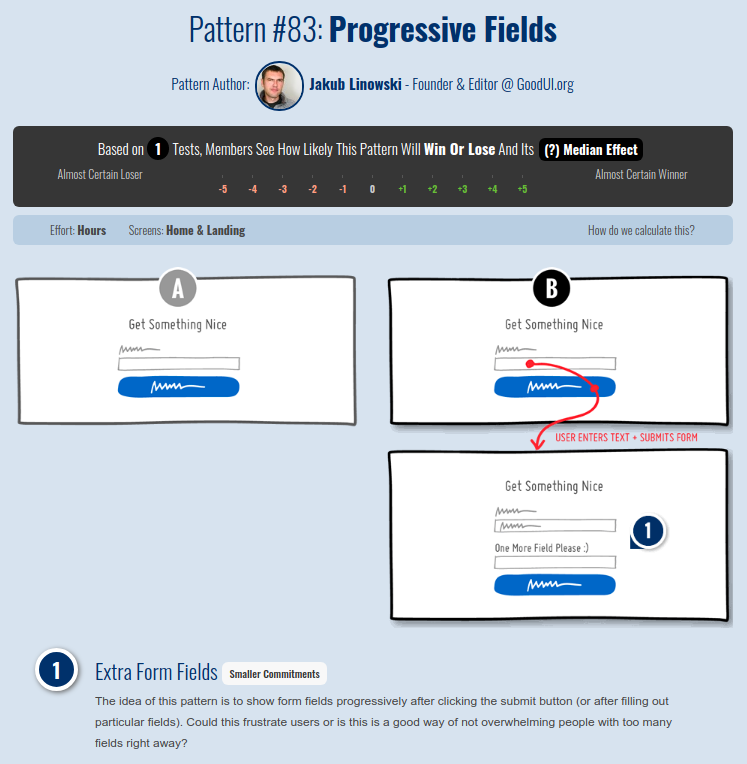 Pattern #83: Progressive Fields
Pattern Author: Jakub Linowski - Founder & Editor @ GoodUI.org
Based on 1 Tests, Members See How Likely This Pattern Will Win Or Lose And Its (?) Median Effect
Almost Certain Loser
Almost Certain Winner
-5 -4 -3 -2 -1 0 +1 +2 +3 +4 +5
Effort: Hours Screens: Home & Landing How do we calculate this?
A
Get Something Nice
B
Get Something Nice
USER ENTERS TEXT + SUBMITS FORM
Get Something Nice
1
One More Field Please :)
1 Extra Form Fields Smaller Commitments
The idea of this pattern is to show form fields progressively after clicking the submit button (or after filling out
particular fields). Could this frustrate users or is this is a good way of not overwhelming people with too many
fields right away?